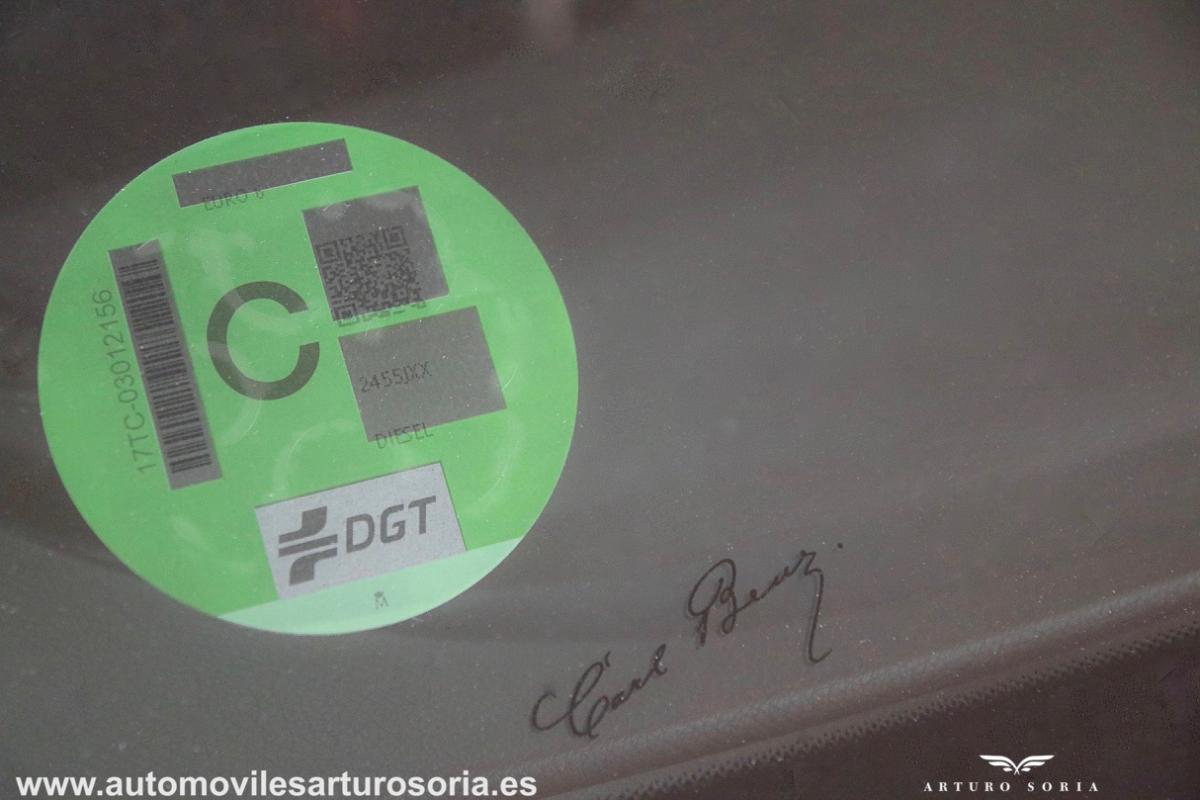 EURO 6
17TC-03012156
C
2455JXX
DIESEL
DGT
M
Carl Benz.
www.automovilesarturosoria.es
ARTURO SORIA